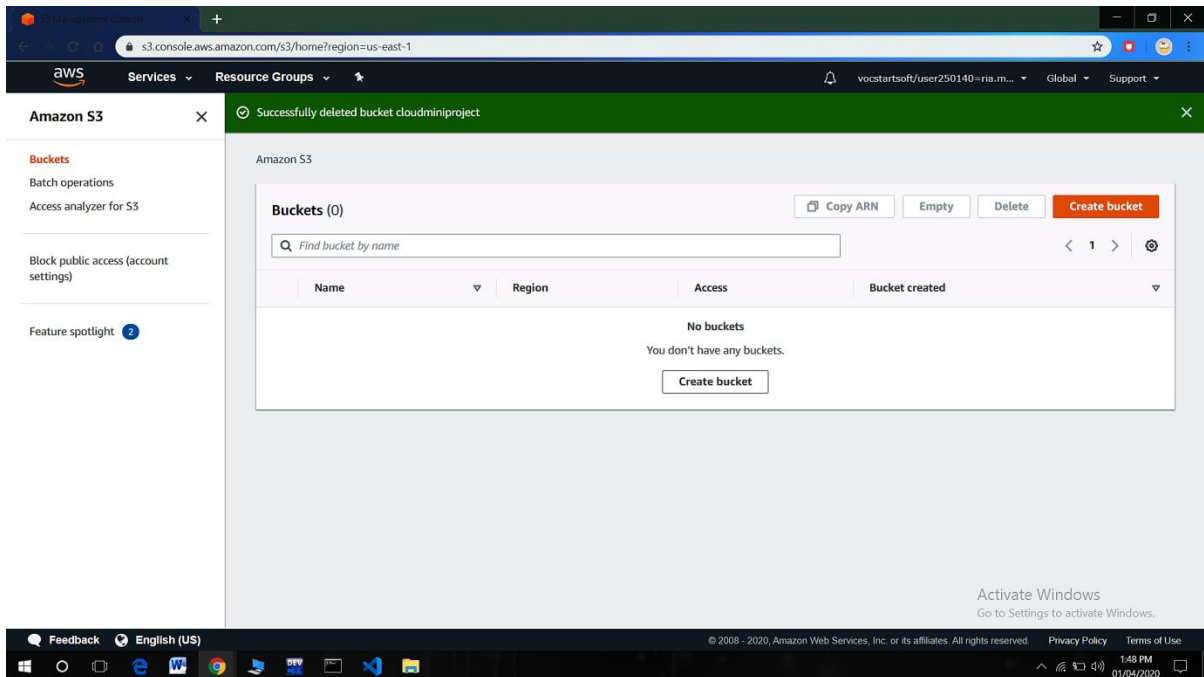 S3 Management Console
s3.console.aws.amazon.com/s3/home?region=us-east-1
aws Services Resource Groups vocstartsoft/user250140=ria.m... Global Support
Amazon S3
Successfully deleted bucket cloudminiproject
Buckets
Batch operations
Access analyzer for S3
Block public access (account
settings)
Feature spotlight 2
Amazon S3
Buckets (0) Copy ARN Empty Delete Create bucket
Find bucket by name 1
Name Region Access Bucket created
No buckets
You don't have any buckets.
Create bucket
Activate Windows
Go to Settings to activate Windows.
Feedback English (US) © 2008 - 2020, Amazon Web Services, Inc. or its affiliates. All rights reserved. Privacy Policy Terms of Use
W DEV 1:48 PM
01/04/2020